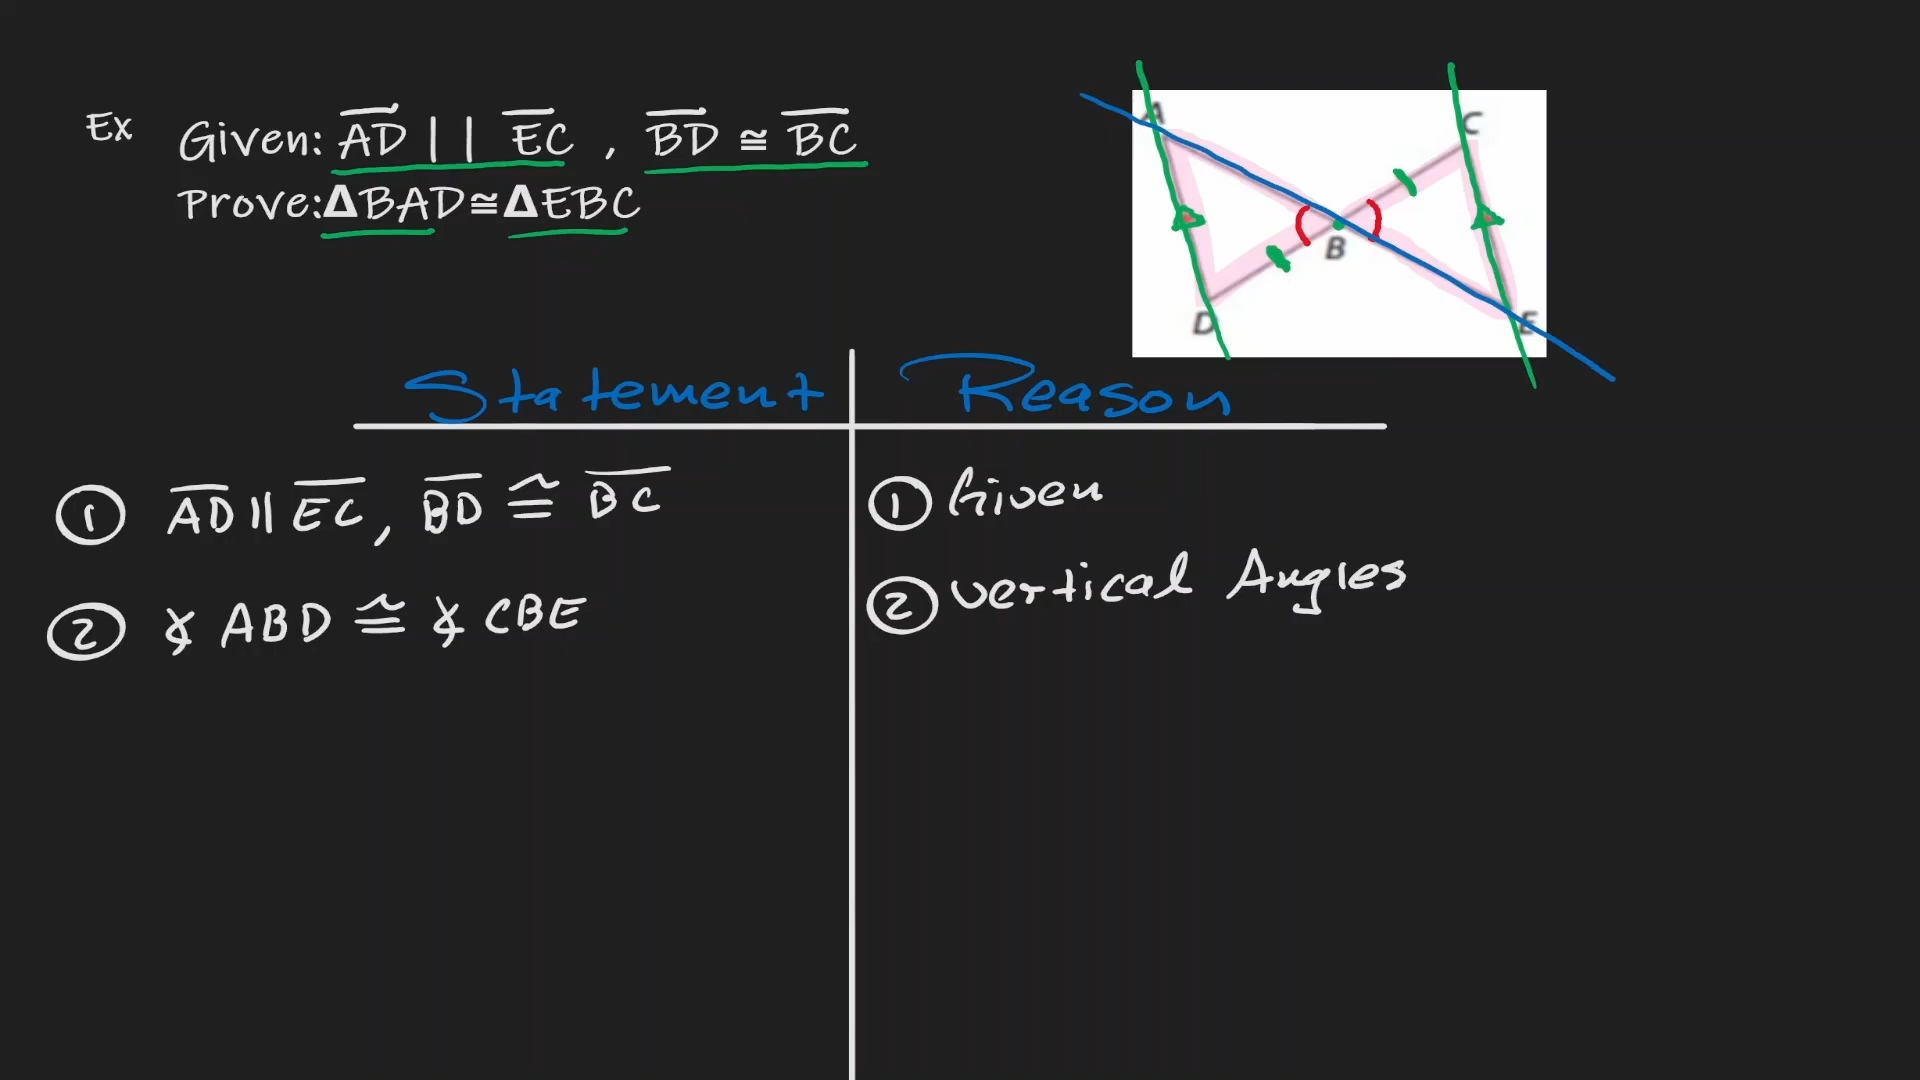 Ex Given: AD || EC , BD ≅ BC
Prove:ΔBAD≅ΔEBC
A
C
B
D
E
Statement Reason
① AD || EC, BD ≅ BC ① Given
② ∡ ABD ≅ ∡ CBE ② vertical Angles